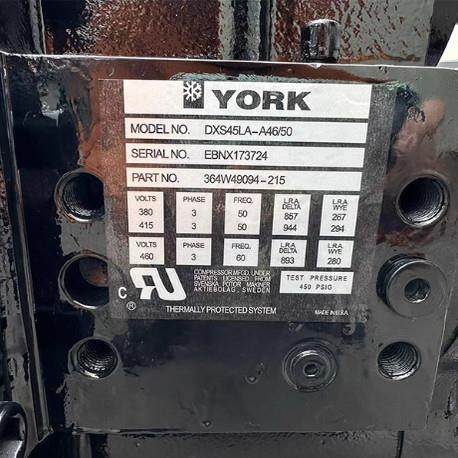 YORK
MODEL NO. DXS45LA-A46/50
SERIAL NO. EBNX173724
PART NO. 364W49094-215
VOLTS PHASE FREQ. L.R.A. DELTA L.R.A. WYE
380 3 50 857 267
415 3 50 944 294
VOLTS PHASE FREQ. L.R.A. DELTA L.R.A. WYE
460 3 60 893 280
COMPRESSOR MFGD. UNDER
PATENTS LICENSED FROM
SVENSKA ROTOR MASKINER
AKTIEBOLAG, SWEDEN
TEST PRESSURE
450 PSIG
C RU ®
THERMALLY PROTECTED SYSTEM
MADE IN U.S.A.